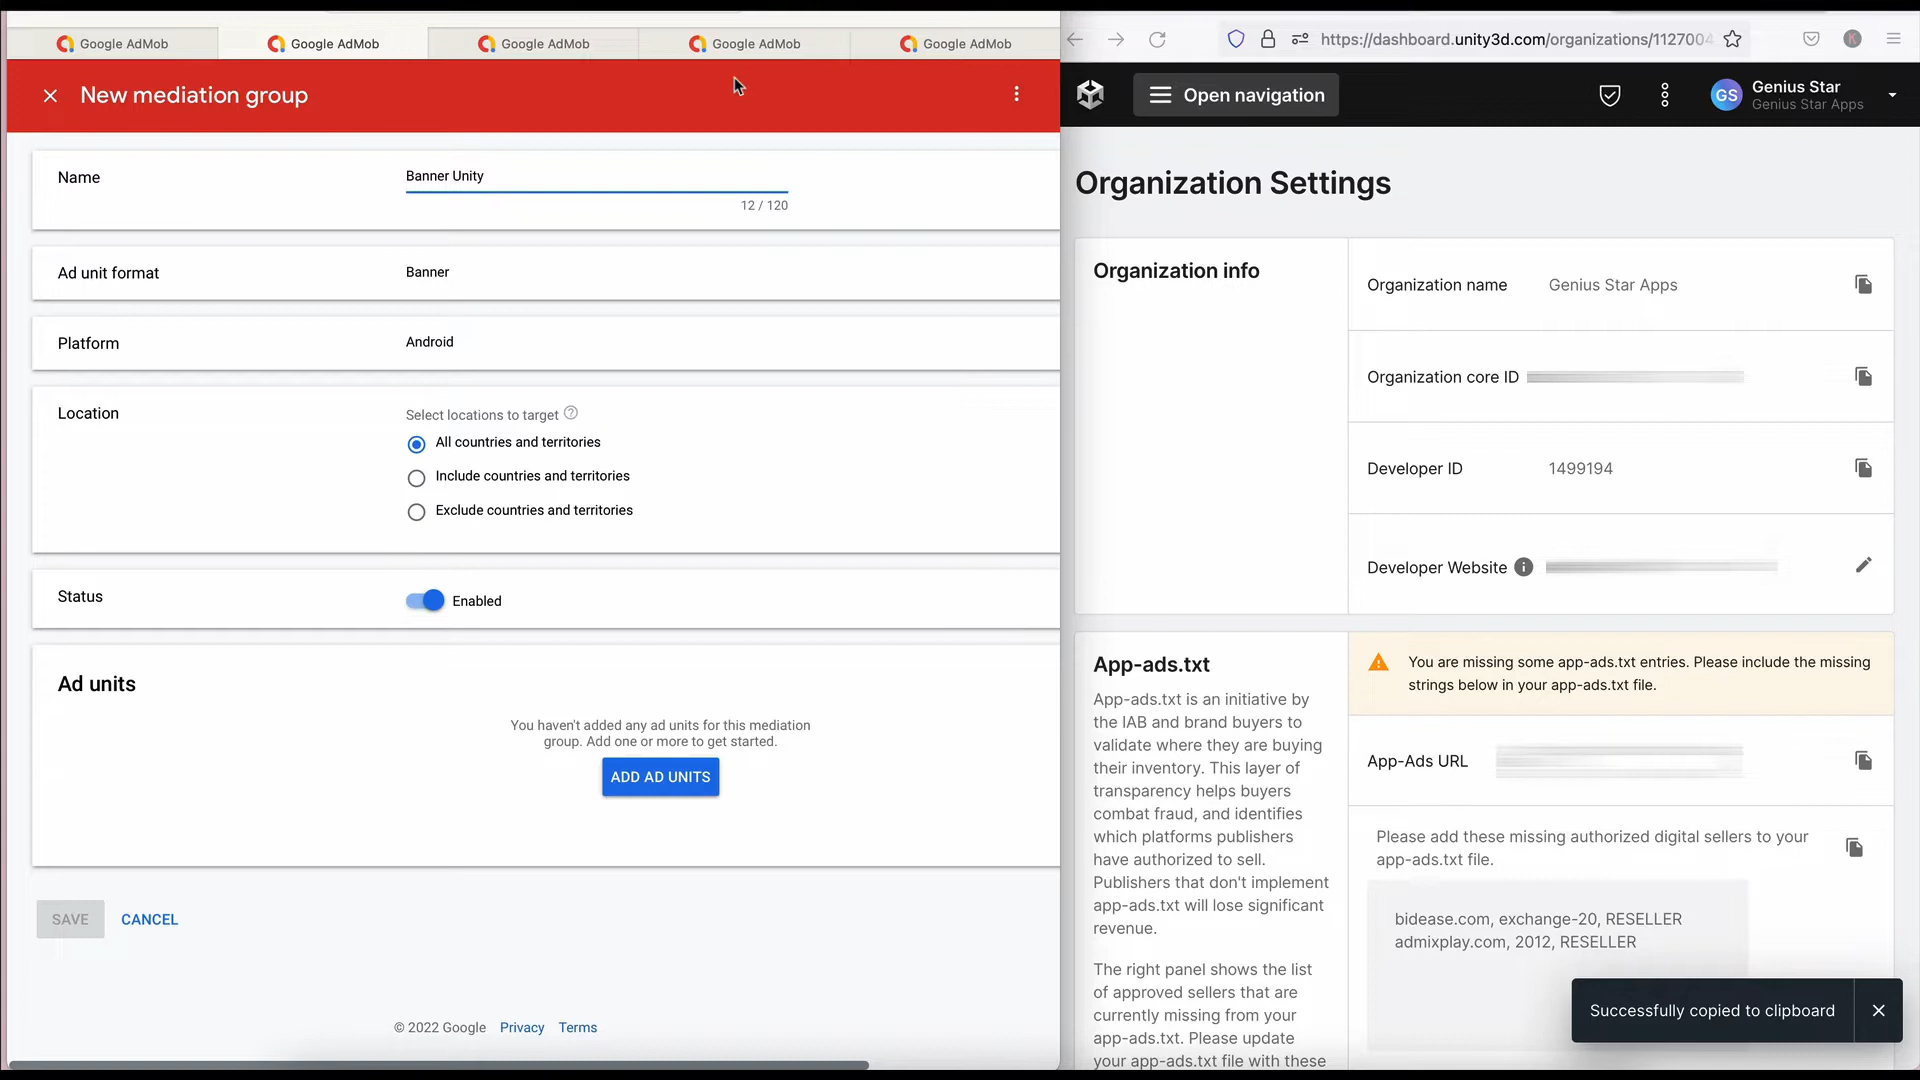 Google AdMob
Google AdMob
Google AdMob
Google AdMob
Google AdMob
New mediation group
Name
Banner Unity
12 / 120
Ad unit format
Banner
Platform
Android
Location
Select locations to target
All countries and territories
Include countries and territories
Exclude countries and territories
Status
Enabled
Ad units
You haven't added any ad units for this mediation
group. Add one or more to get started.
ADD AD UNITS
SAVE
CANCEL
© 2022 Google
Privacy
Terms
https://dashboard.unity3d.com/organizations/1127004
K
Open navigation
GS
Genius Star
Genius Star Apps
Organization Settings
Organization info
Organization name
Genius Star Apps
Organization core ID
Developer ID
1499194
Developer Website
App-ads.txt
App-ads.txt is an initiative by
the IAB and brand buyers to
validate where they are buying
their inventory. This layer of
transparency helps buyers
combat fraud, and identifies
which platforms publishers
have authorized to sell.
Publishers that don't implement
app-ads.txt will lose significant
revenue.
The right panel shows the list
of approved sellers that are
currently missing from your
app-ads.txt. Please update
your app-ads.txt file with these
You are missing some app-ads.txt entries. Please include the missing
strings below in your app-ads.txt file.
App-Ads URL
Please add these missing authorized digital sellers to your
app-ads.txt file.
bidease.com, exchange-20, RESELLER
admixplay.com, 2012, RESELLER
Successfully copied to clipboard